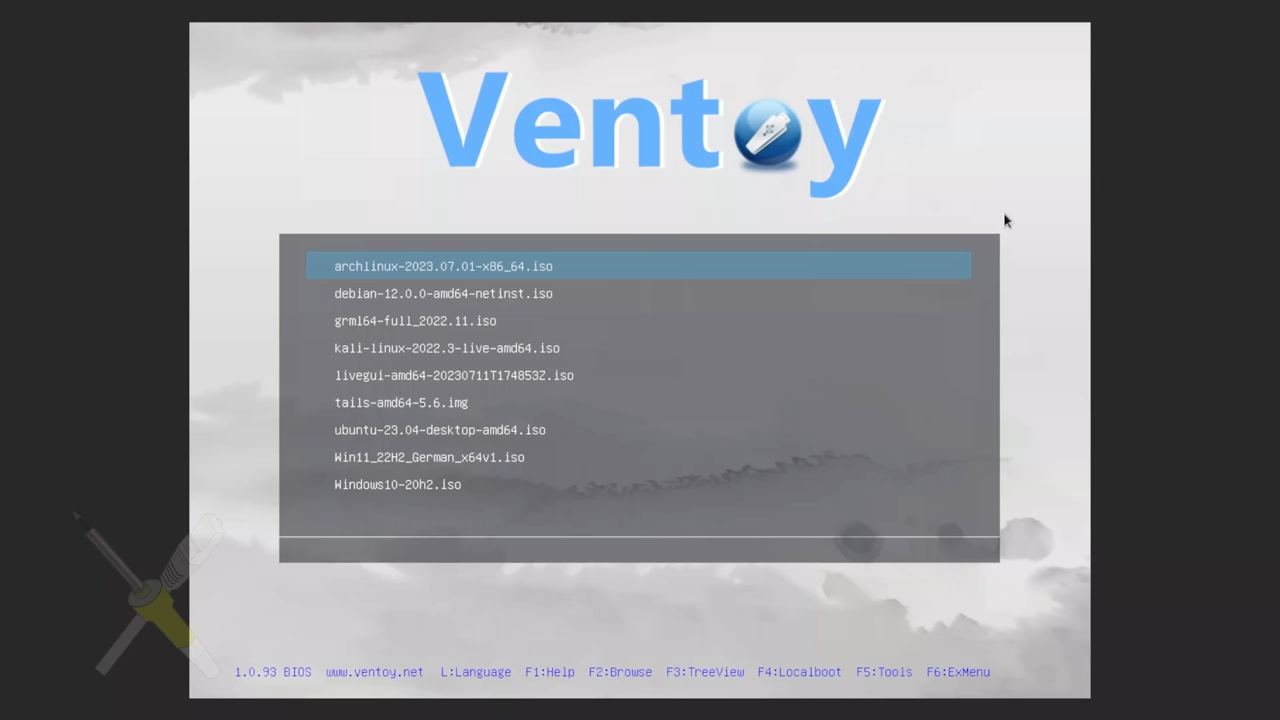 Ventoy
archlinux-2023.07.01-x86_64.iso
debian-12.0.0-amd64-netinst.iso
grml64-full_2022.11.iso
kali-linux-2022.3-live-amd64.iso
livegui-amd64-20230711T174853Z.iso
tails-amd64-5.6.img
ubuntu-23.04-desktop-amd64.iso
Win11_22H2_German_x64v1.iso
Windows10-20h2.iso
1.0.93 BIOS www.ventoy.net L:Language F1:Help F2:Browse F3:TreeView F4:Localboot F5:Tools F6:ExMenu